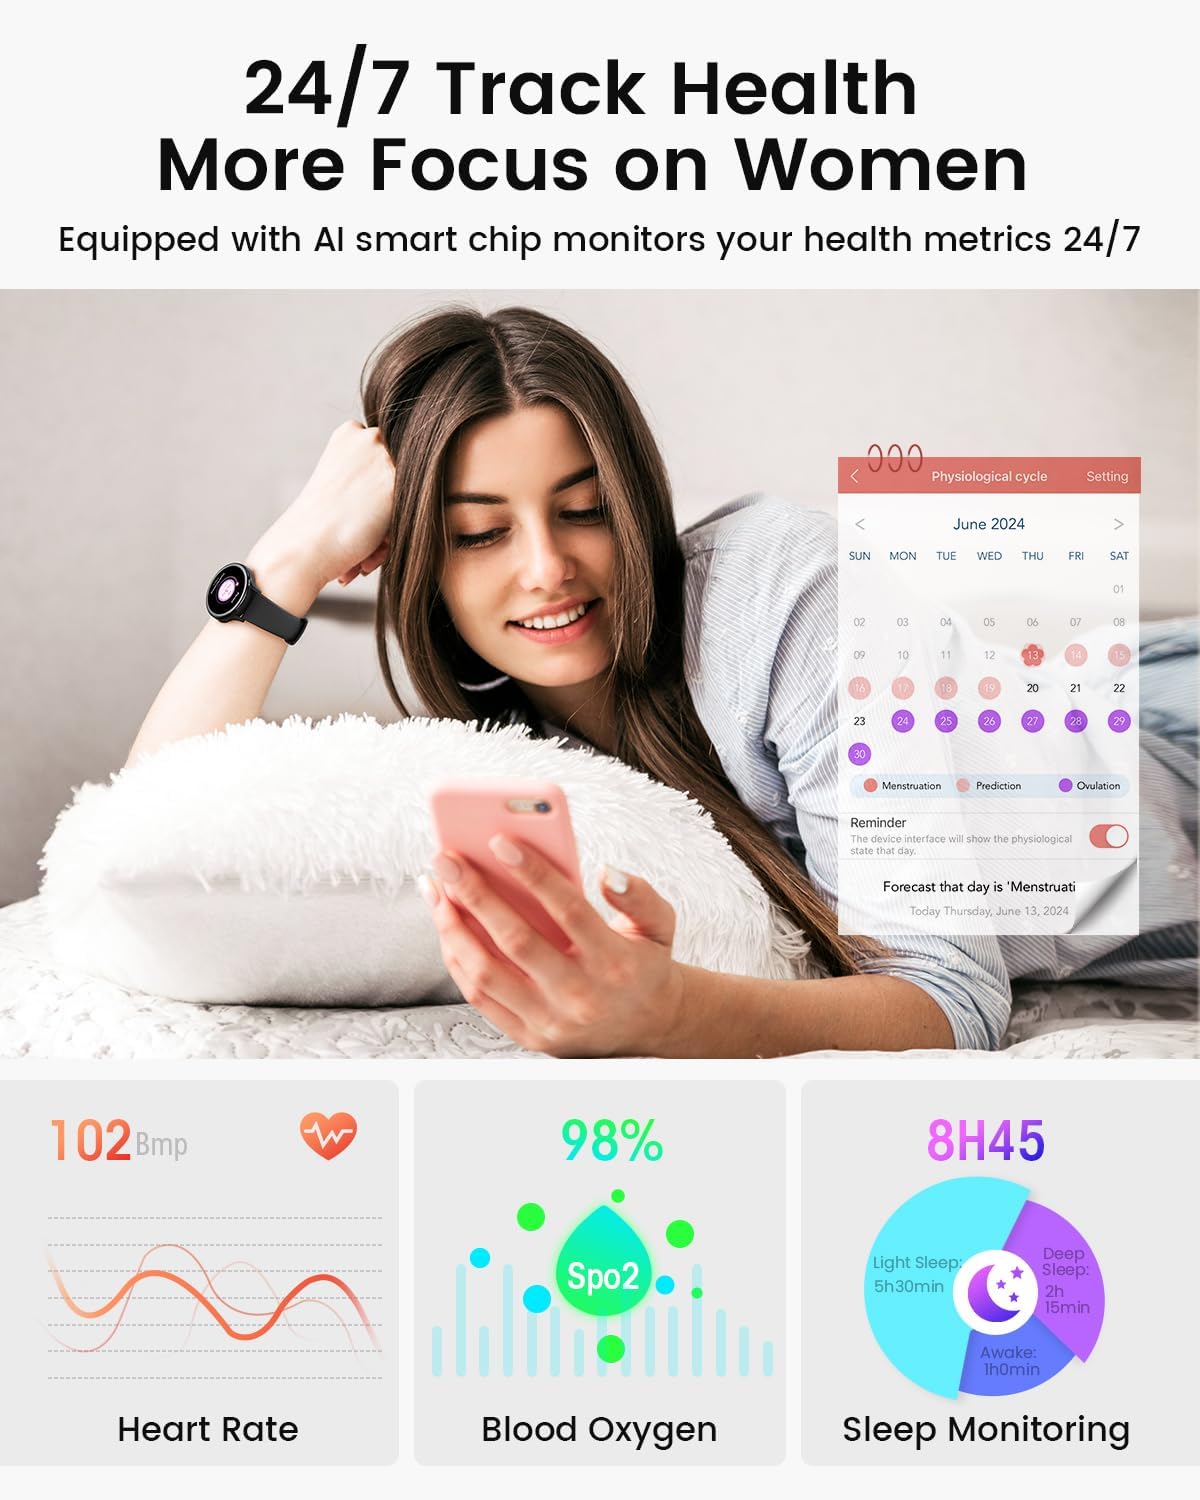 24/7 Track Health
More Focus on Women
Equipped with AI smart chip monitors your health metrics 24/7
< Physiological cycle Setting
< June 2024 >
SUN MON TUE WED THU FRI SAT
01
02 03 04 05 06 07 08
09 10 11 12 13 14 15
16 17 18 19 20 21 22
23 24 25 26 27 28 29
30
Menstruation Prediction Ovulation
Reminder
The device interface will show the physiological
state that day.
Forecast that day is 'Menstruati
Today Thursday, June 13, 2024
102 Bmp
98%
8H45
Spo2
Light Sleep:
5h30min
Deep
Sleep:
2h
15min
Awake:
1h0min
Heart Rate
Blood Oxygen
Sleep Monitoring